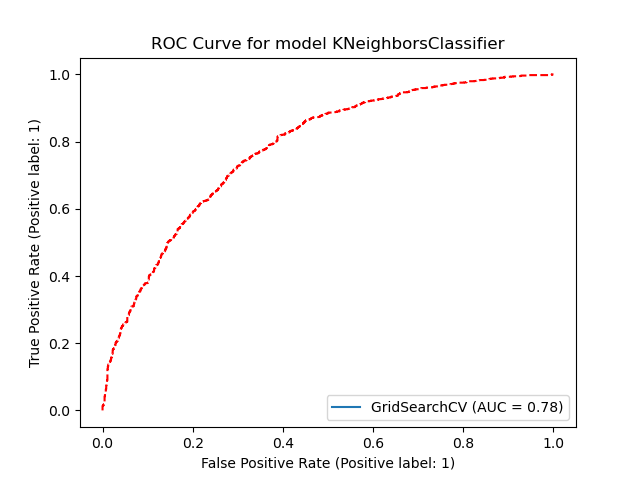 ROC Curve for model KNeighborsClassifier
True Positive Rate (Positive label: 1)
1.0
0.8
0.6
0.4
0.2
0.0
GridSearchCV (AUC = 0.78)
0.0 0.2 0.4 0.6 0.8 1.0
False Positive Rate (Positive label: 1)